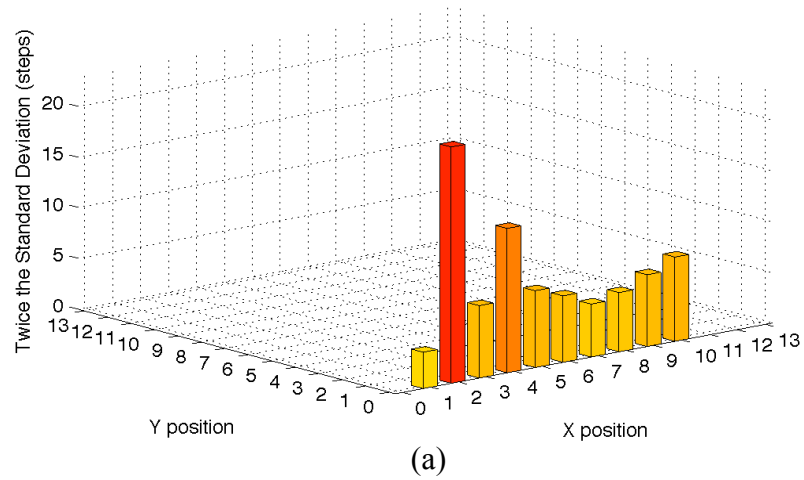 Twice the Standard Deviation (steps)
20
15
10
5
0
13 12 11 10 9 8 7 6 5 4 3 2 1 0
0 1 2 3 4 5 6 7 8 9 10 11 12 13
Y position
X position
(a)